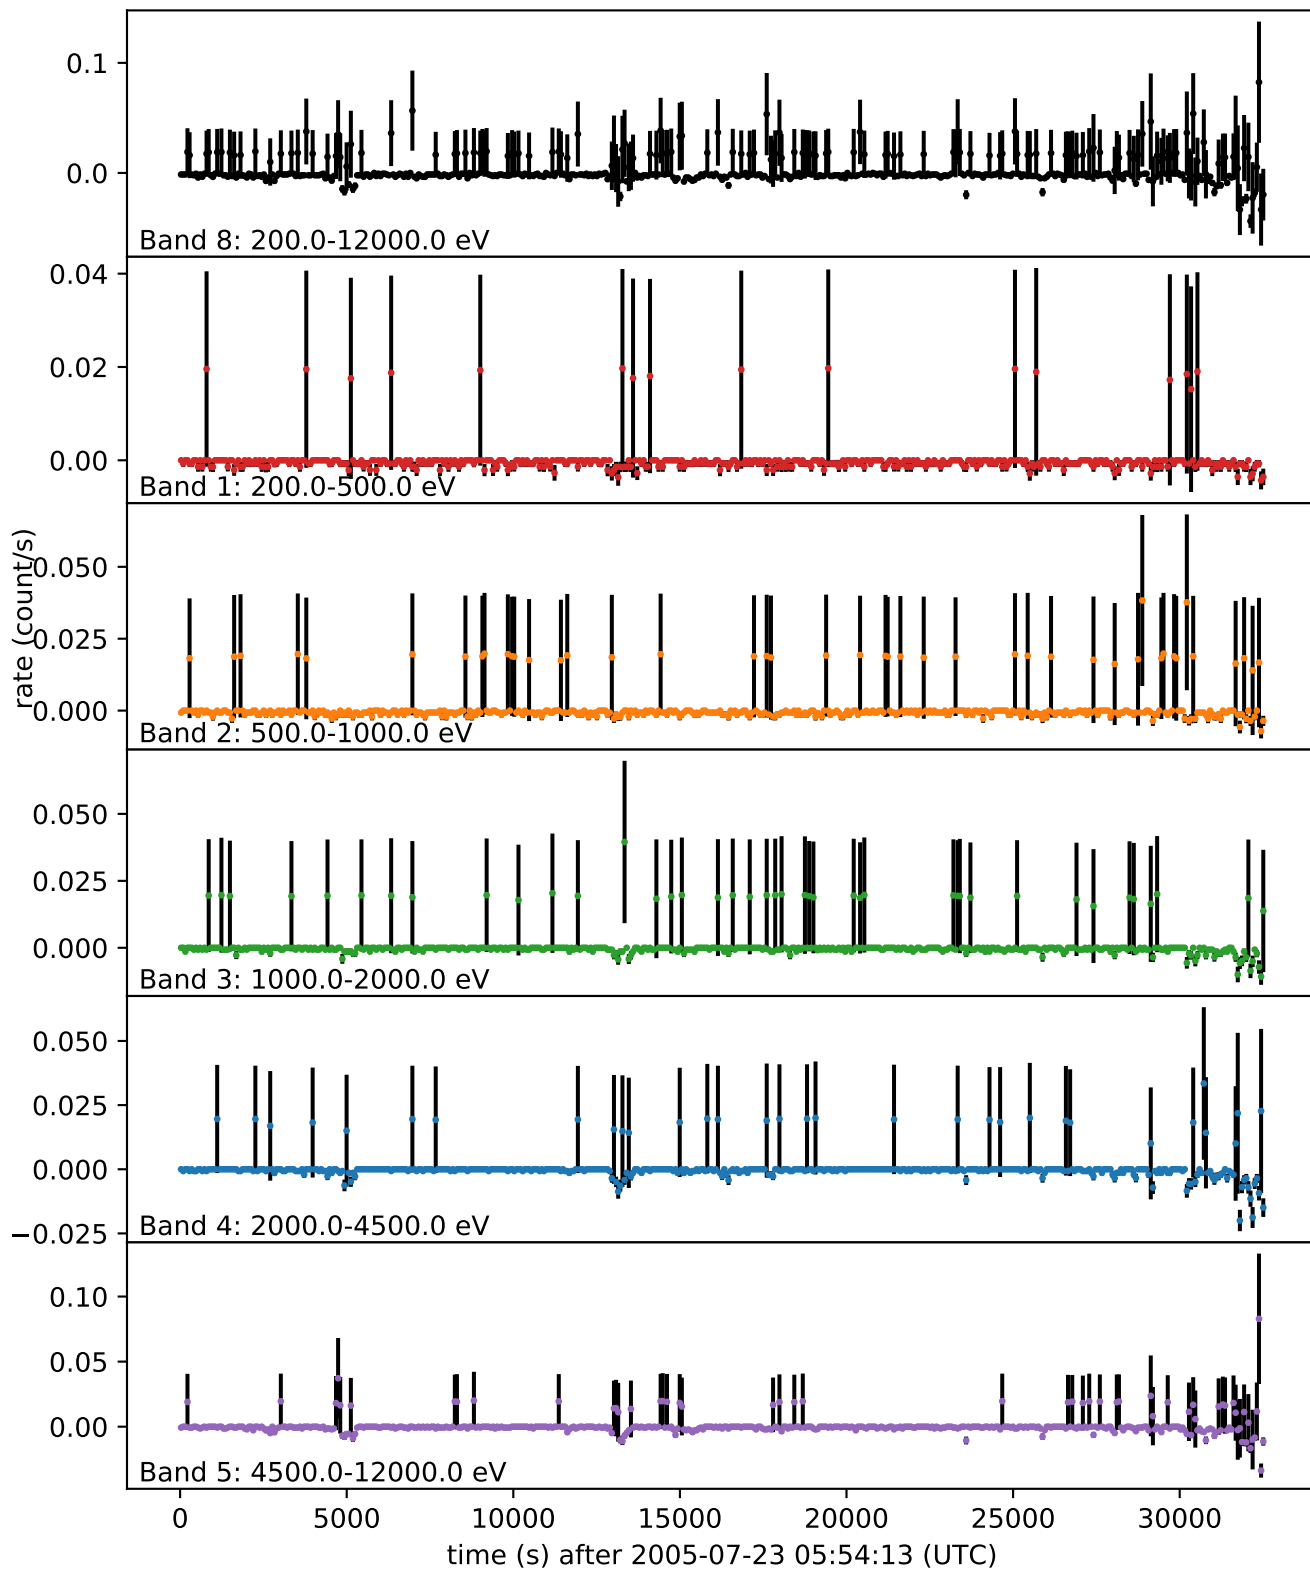 0.1
0.0
Band 8: 200.0-12000.0 eV
0.04
0.02
0.00
Band 1: 200.0-500.0 eV
rate (count/s)
0.050
0.025
0.000
Band 2: 500.0-1000.0 eV
0.050
0.025
0.000
Band 3: 1000.0-2000.0 eV
0.050
0.025
0.000
−0.025
Band 4: 2000.0-4500.0 eV
0.10
0.05
0.00
Band 5: 4500.0-12000.0 eV
0 5000 10000 15000 20000 25000 30000
time (s) after 2005-07-23 05:54:13 (UTC)